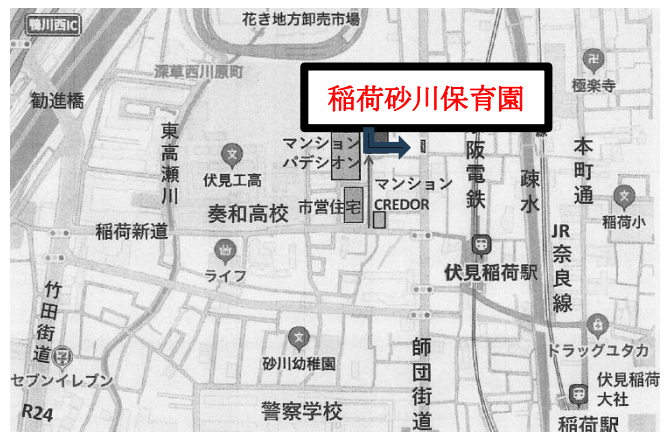 鴨川西IC
花き地方卸売市場
深草西川原町
極楽寺
勧進橋
稲荷砂川保育園
東高瀬川
マンション
パデシオン
伏見工高
阪電鉄
本町通
疎水
マンション
CREDOR
市営住宅
奏和高校
稲荷小
稲荷新道
JR奈良線
ライフ
伏見稲荷駅
竹田街道
砂川幼稚園
師団街道
ドラッグユタカ
セブンイレブン
伏見稲荷
大社
R24
警察学校
稲荷駅